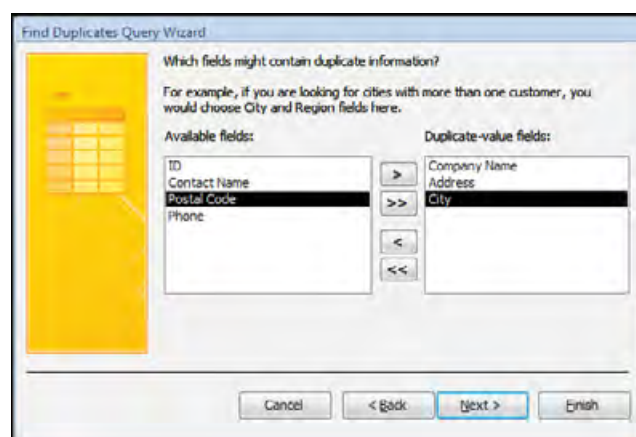 Find Duplicates Query Wizard
Which fields might contain duplicate information?
For example, if you are looking for cities with more than one customer, you
would choose City and Region fields here.
Available fields:
Duplicate-value fields:
ID
Contact Name
Postal Code
Phone
>
>>
<
<<
Company Name
Address
City
Cancel
< Back
Next >
Finish